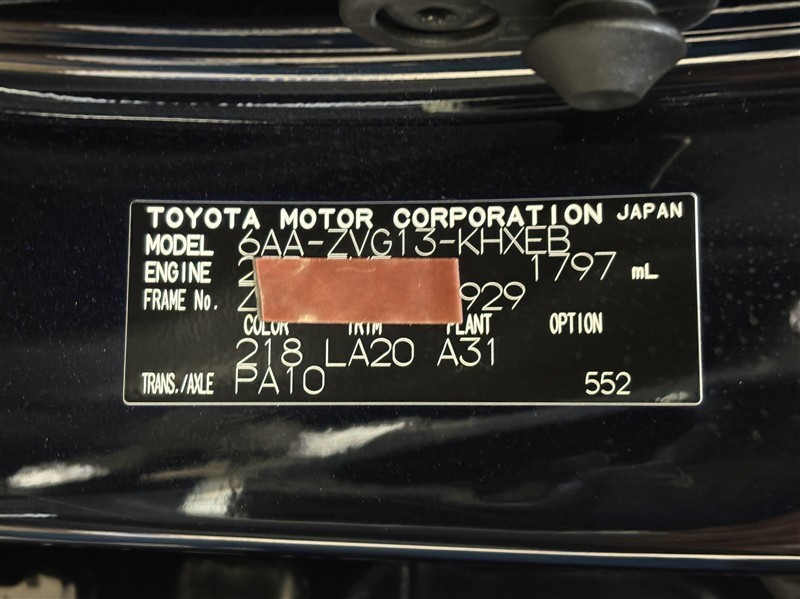 TOYOTA MOTOR CORPORATION JAPAN
MODEL 6AA-ZVG13-KHXEB
ENGINE 2 1797 mL
FRAME No. Z 929
COLOR TRIM PLANT OPTION
218 LA20 A31
TRANS./AXLE PA10 552